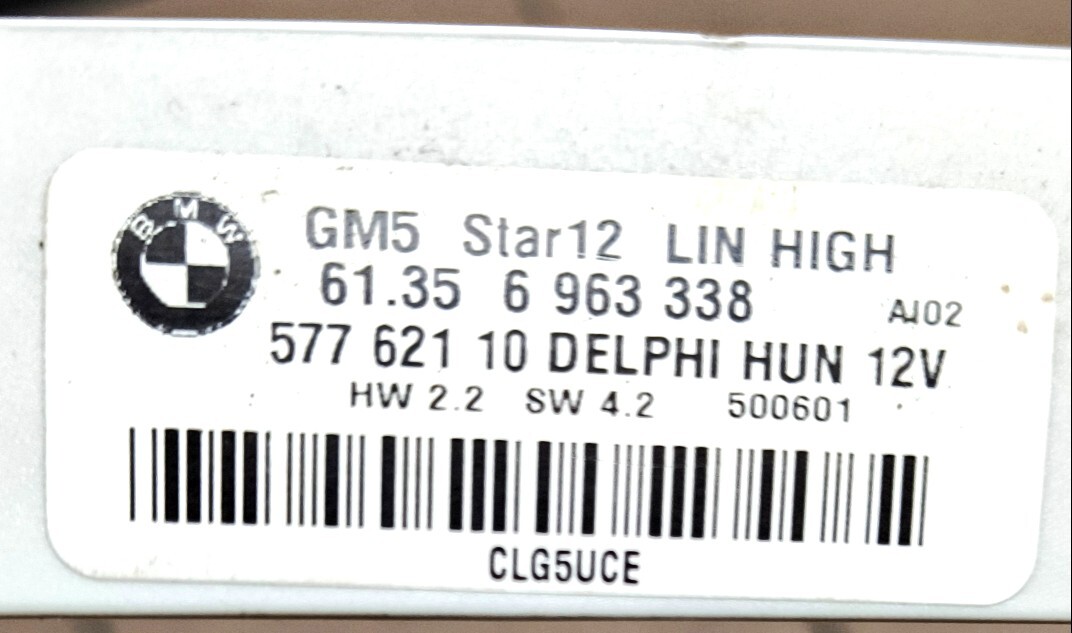 BMW
GM5 Star12 LIN HIGH
61.35 6 963 338 AI02
577 621 10 DELPHI HUN 12V
HW 2.2 SW 4.2 500601
CLG5UCE